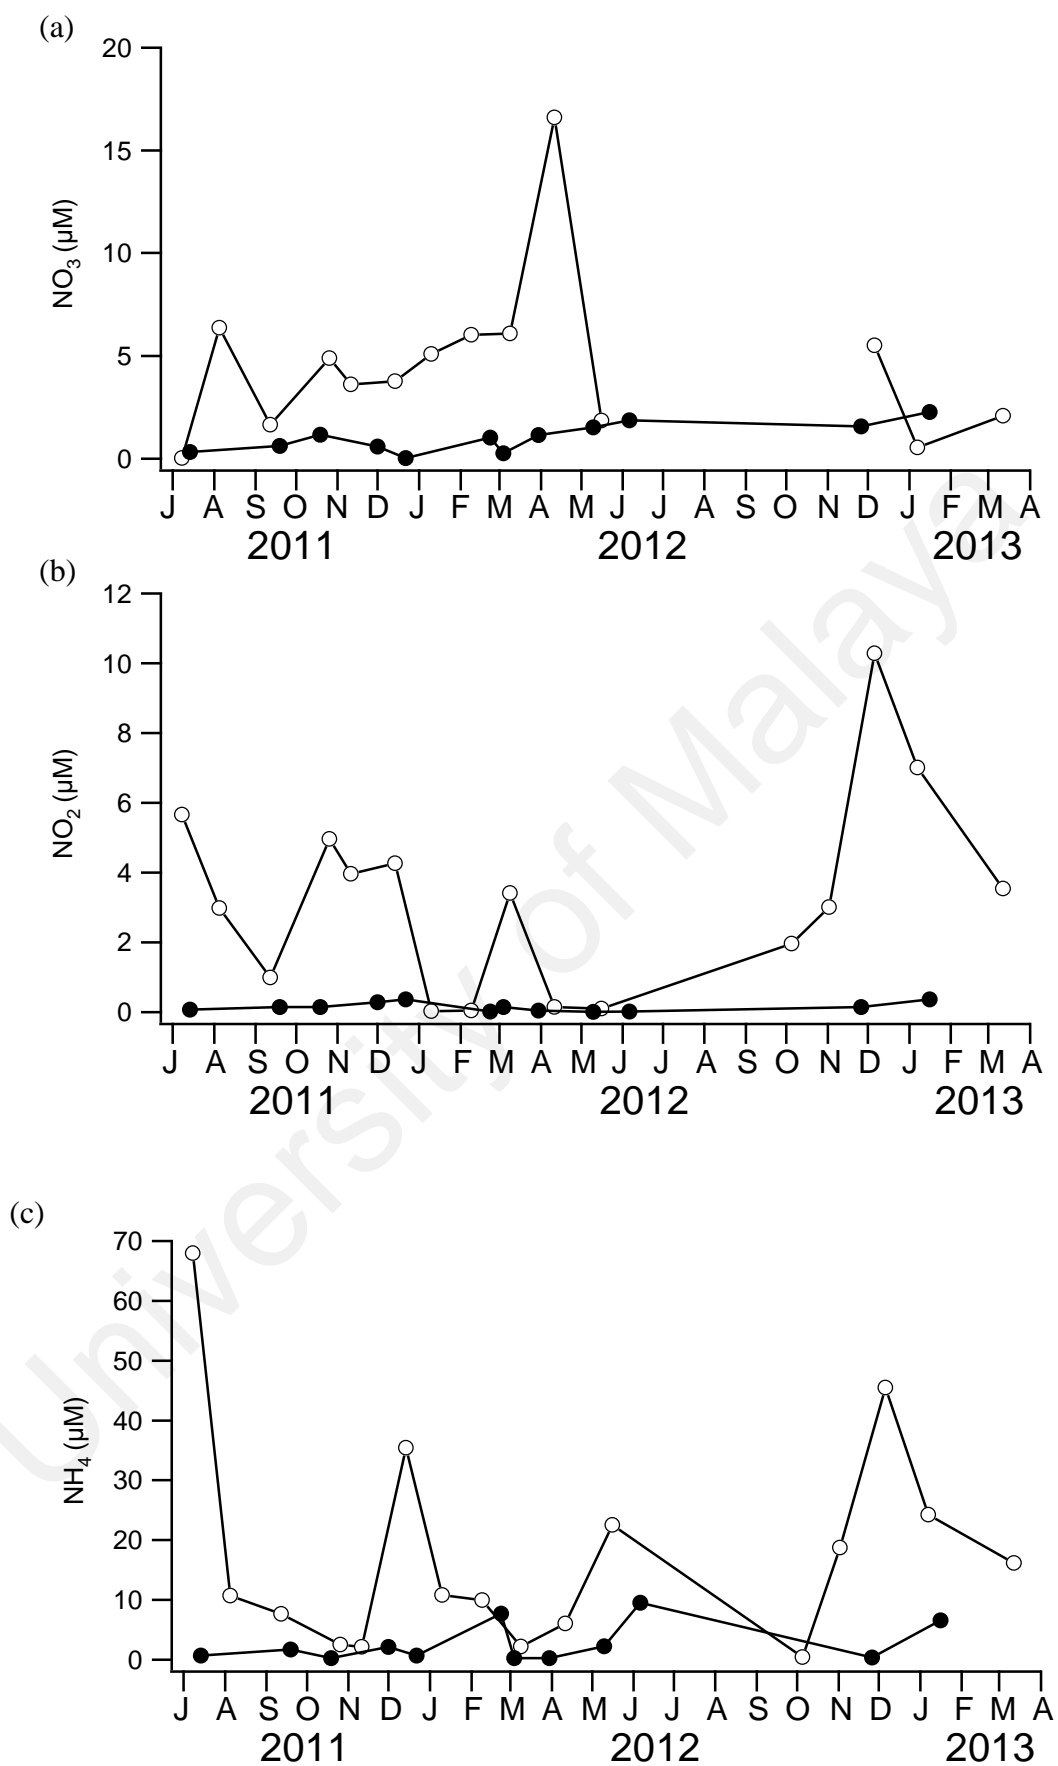 (a)
20
15
10
5
0
NO3 (µM)
J A S O N D J F M A M J J A S O N D J F M A
2011 2012 2013
(b)
12
10
8
6
4
2
0
NO2 (µM)
J A S O N D J F M A M J J A S O N D J F M A
2011 2012 2013
(c)
70
60
50
40
30
20
10
0
NH4 (µM)
J A S O N D J F M A M J J A S O N D J F M A
2011 2012 2013
University of Malaya